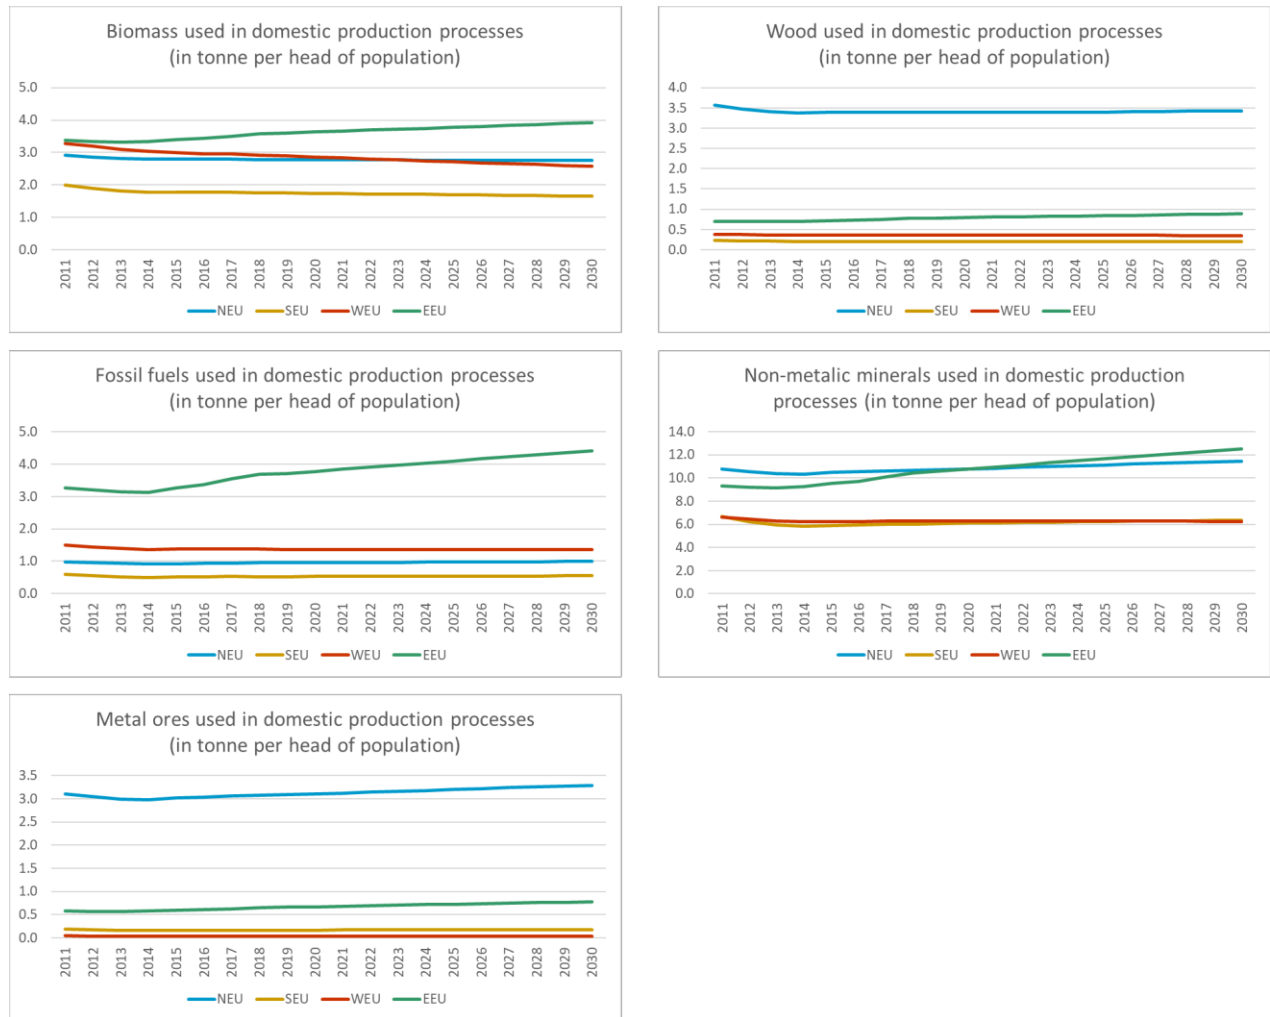 Biomass used in domestic production processes
(in tonne per head of population)
5.0
4.0
3.0
2.0
1.0
0.0
2011 2012 2013 2014 2015 2016 2017 2018 2019 2020 2021 2022 2023 2024 2025 2026 2027 2028 2029 2030
NEU SEU WEU EEU
Wood used in domestic production processes
(in tonne per head of population)
4.0
3.5
3.0
2.5
2.0
1.5
1.0
0.5
0.0
2011 2012 2013 2014 2015 2016 2017 2018 2019 2020 2021 2022 2023 2024 2025 2026 2027 2028 2029 2030
NEU SEU WEU EEU
Fossil fuels used in domestic production processes
(in tonne per head of population)
5.0
4.0
3.0
2.0
1.0
0.0
2011 2012 2013 2014 2015 2016 2017 2018 2019 2020 2021 2022 2023 2024 2025 2026 2027 2028 2029 2030
NEU SEU WEU EEU
Non-metalic minerals used in domestic production
processes (in tonne per head of population)
14.0
12.0
10.0
8.0
6.0
4.0
2.0
0.0
2011 2012 2013 2014 2015 2016 2017 2018 2019 2020 2021 2022 2023 2024 2025 2026 2027 2028 2029 2030
NEU SEU WEU EEU
Metal ores used in domestic production processes
(in tonne per head of population)
3.5
3.0
2.5
2.0
1.5
1.0
0.5
0.0
2011 2012 2013 2014 2015 2016 2017 2018 2019 2020 2021 2022 2023 2024 2025 2026 2027 2028 2029 2030
NEU SEU WEU EEU